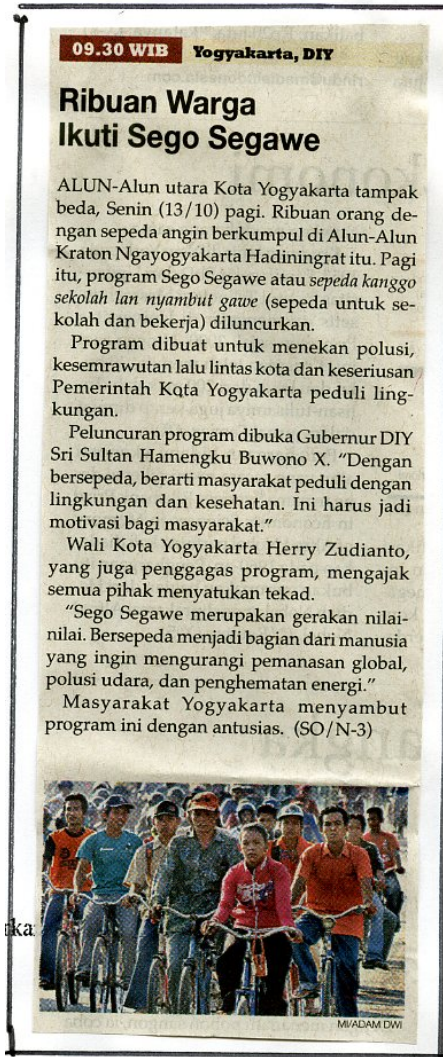 09.30 WIB Yogyakarta, DIY
Ribuan Warga
Ikuti Sego Segawe
ALUN-Alun utara Kota Yogyakarta tampak
beda, Senin (13/10) pagi. Ribuan orang de-
ngan sepeda angin berkumpul di Alun-Alun
Kraton Ngayogyakarta Hadiningrat itu. Pagi
itu, program Sego Segawe atau sepeda kanggo
sekolah lan nyambut gawe (sepeda untuk se-
kolah dan bekerja) diluncurkan.
Program dibuat untuk menekan polusi,
kesemrawutan lalu lintas kota dan keseriusan
Pemerintah Kota Yogyakarta peduli ling-
kungan.
Peluncuran program dibuka Gubernur DIY
Sri Sultan Hamengku Buwono X. “Dengan
bersepeda, berarti masyarakat peduli dengan
lingkungan dan kesehatan. Ini harus jadi
motivasi bagi masyarakat.”
Wali Kota Yogyakarta Herry Zudianto,
yang juga penggagas program, mengajak
semua pihak menyatukan tekad.
“Sego Segawe merupakan gerakan nilai-
nilai. Bersepeda menjadi bagian dari manusia
yang ingin mengurangi pemanasan global,
polusi udara, dan penghematan energi.”
Masyarakat Yogyakarta menyambut
program ini dengan antusias. (SO/N-3)
MI/ADAM DWI